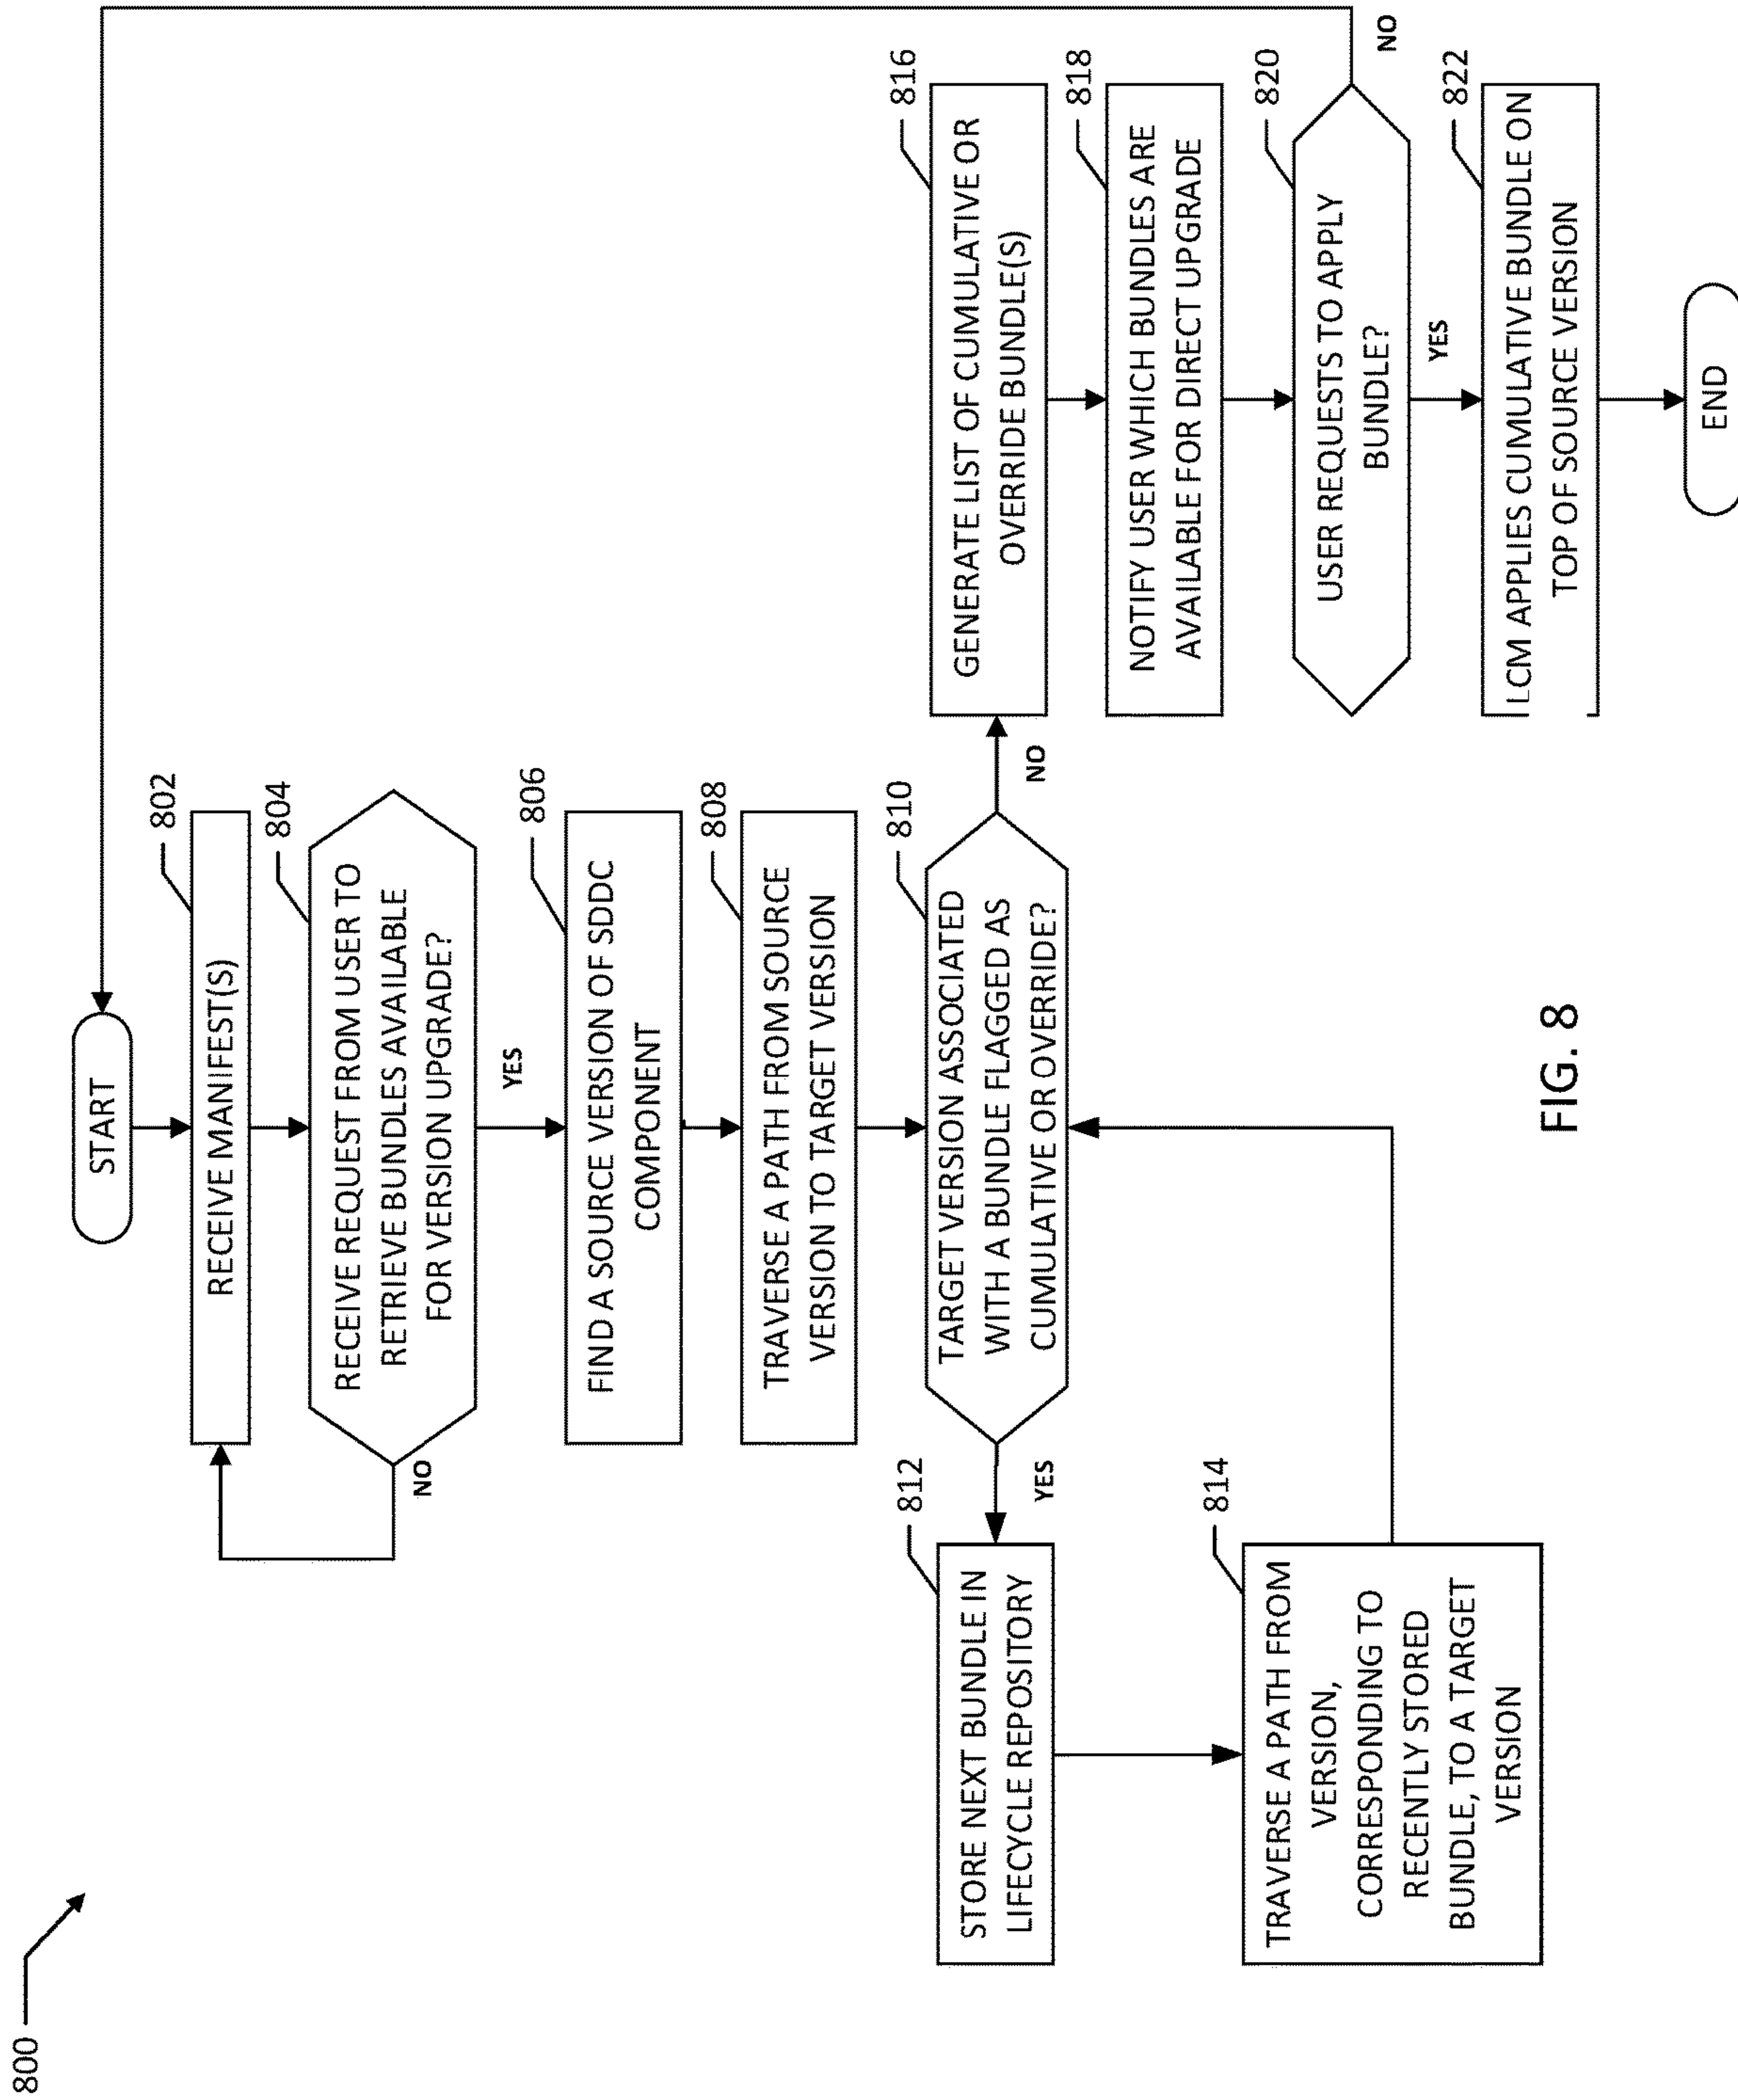 800
START
802
RECEIVE MANIFEST(S)
804
RECEIVE REQUEST FROM USER TO
RETRIEVE BUNDLES AVAILABLE
FOR VERSION UPGRADE?
NO
YES
806
FIND A SOURCE VERSION OF SDDC
COMPONENT
808
TRAVERSE A PATH FROM SOURCE
VERSION TO TARGET VERSION
810
TARGET VERSION ASSOCIATED
WITH A BUNDLE FLAGGED AS
CUMULATIVE OR OVERRIDE?
YES
NO
812
STORE NEXT BUNDLE IN
LIFECYCLE REPOSITORY
814
TRAVERSE A PATH FROM
VERSION,
CORRESPONDING TO
RECENTLY STORED
BUNDLE, TO A TARGET
VERSION
816
GENERATE LIST OF CUMULATIVE OR
OVERRIDE BUNDLE(S)
818
NOTIFY USER WHICH BUNDLES ARE
AVAILABLE FOR DIRECT UPGRADE
820
USER REQUESTS TO APPLY
BUNDLE?
NO
YES
822
LCM APPLIES CUMULATIVE BUNDLE ON
TOP OF SOURCE VERSION
END
FIG. 8